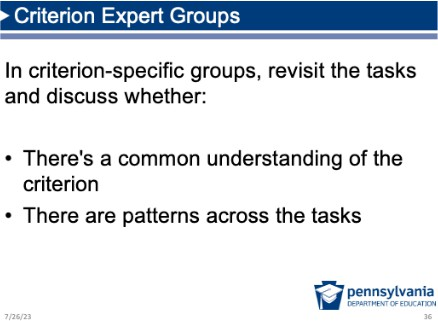 Criterion Expert Groups
In criterion-specific groups, revisit the tasks
and discuss whether:
• There's a common understanding of the
criterion
• There are patterns across the tasks
pennsylvania
DEPARTMENT OF EDUCATION
7/26/23
36